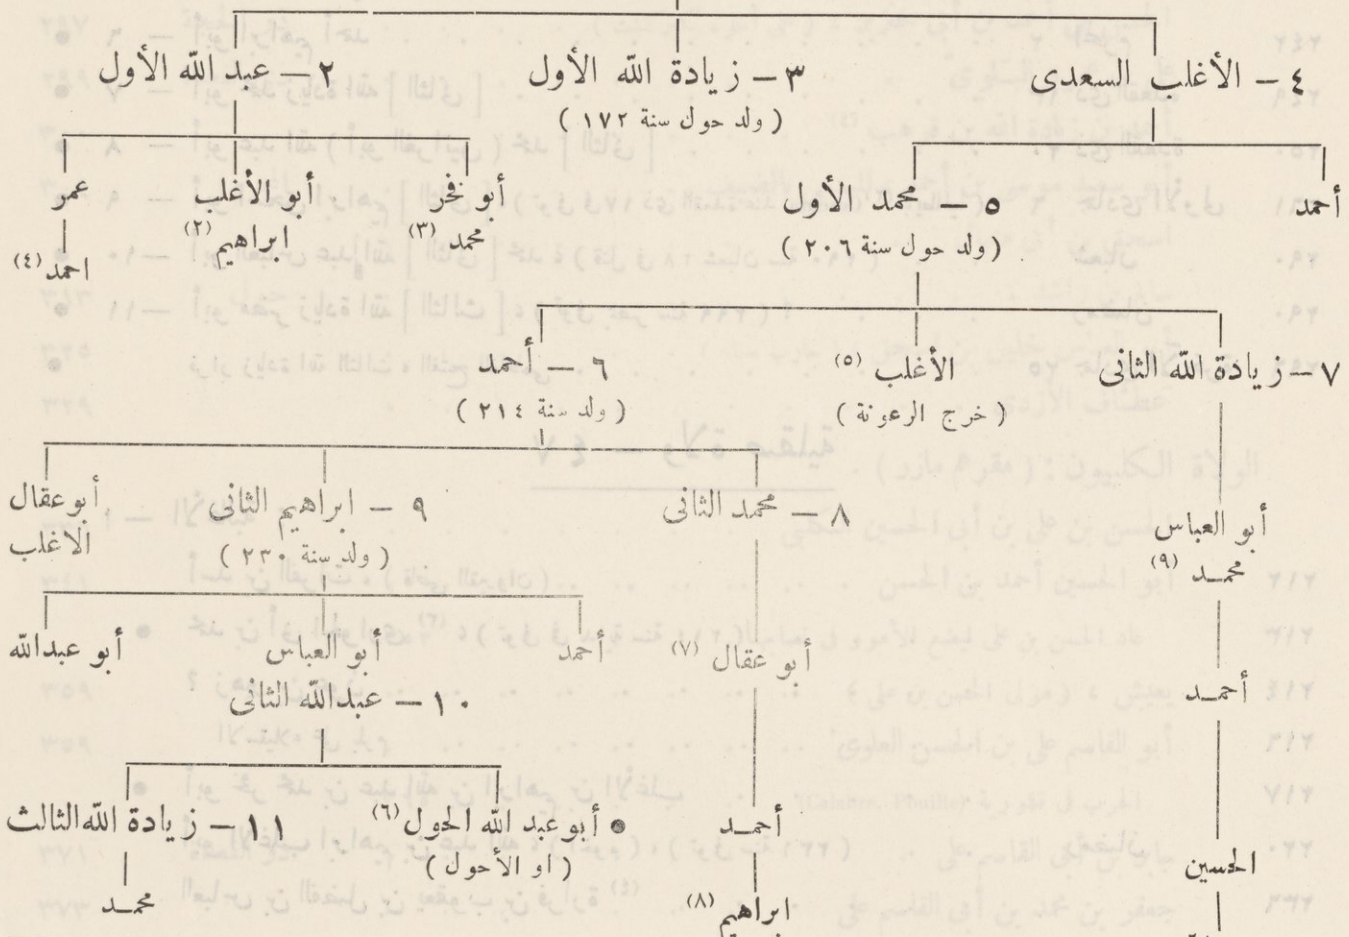 ٤ — الأغلب السعدى
٣ — زيادة الله الأول
٢ — عبد الله الأول
( ولد حول سنة ١٧٢ )
أحمد
٥ — محمد الأول
أبو فخر
أبو الأغلب
عمر
( ولد حول سنة ٢٠٦ )
محمد (٣)
ابراهيم (٢)
احمد (٤)
٧ — زيادة الله الثانى
الأغلب (٥)
٦ — أحمد
( خرج الرعونة )
( ولد سنة ٢١٤ )
أبو العباس
٨ — محمد الثانى
٩ — ابراهيم الثانى
أبو عقال
محمد (٩)
( ولد سنة ٢٣٠ )
الاغلب
أحمد
أبو عقال (٧)
أحمد
أبو العباس
أبو عبدالله
١٠ — عبدالله الثانى
الحسين
أحمد
• أبو عبد الله الحول (٦)
١١ — زيادة الله الثالث
( او الأحول )
ابراهيم (٨)
محمد